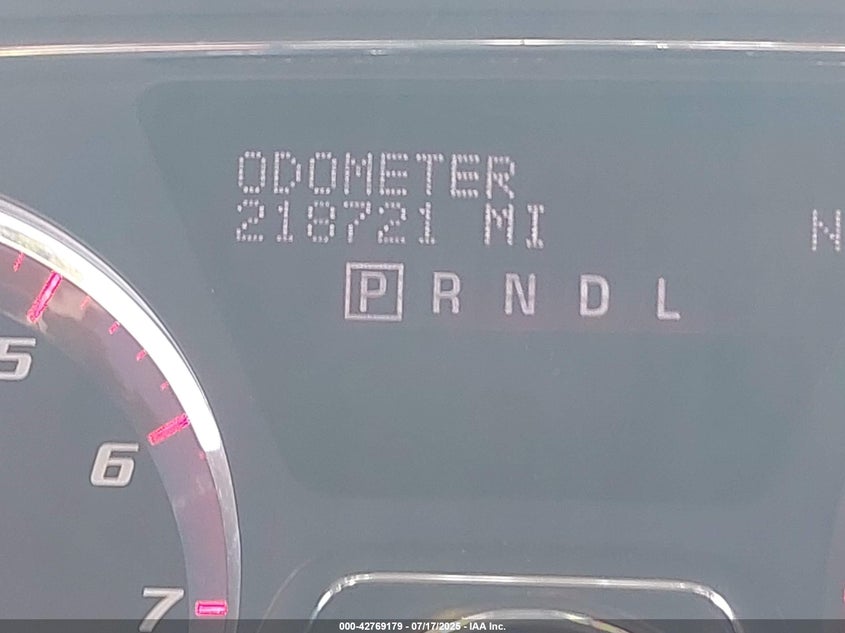 ODOMETER
218721 MI
N
P R N D L
5
6
7
000-42769179 - 07/17/2025 - IAA Inc.